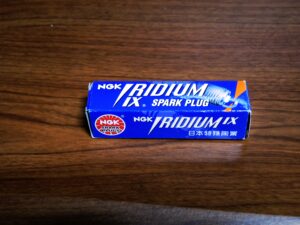 NGK IRIDIUM
IX® SPARK PLUG
NGK
NGK IRIDIUM IX
日本特殊陶業